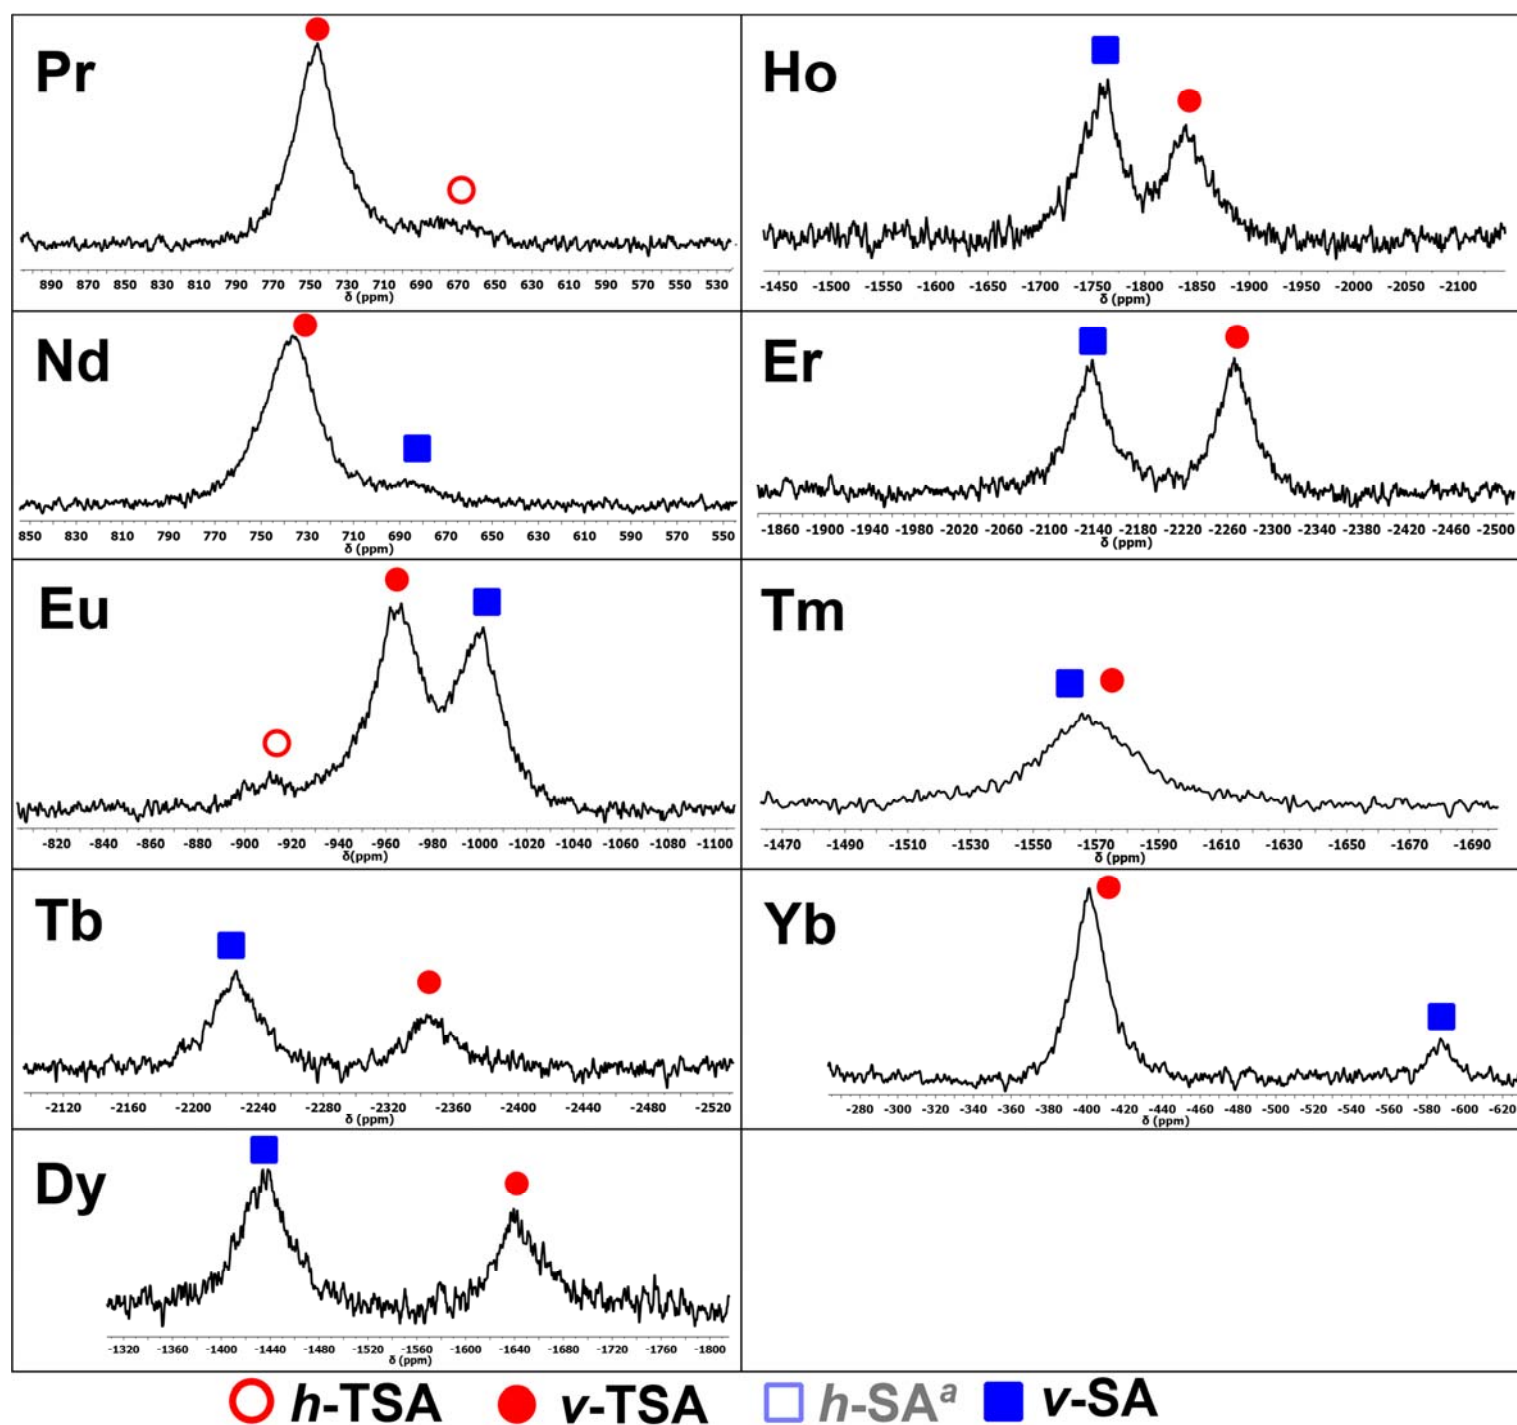 Pr
890 870 850 830 810 790 770 750 730 710 690 670 650 630 610 590 570 550 530
δ (ppm)
Ho
-1450 -1500 -1550 -1600 -1650 -1700 -1750 -1800 -1850 -1900 -1950 -2000 -2050 -2100
δ (ppm)
Nd
850 830 810 790 770 750 730 710 690 670 650 630 610 590 570 550
δ (ppm)
Er
-1860 -1900 -1940 -1980 -2020 -2060 -2100 -2140 -2180 -2220 -2260 -2300 -2340 -2380 -2420 -2460 -2500
δ (ppm)
Eu
-820 -840 -860 -880 -900 -920 -940 -960 -980 -1000 -1020 -1040 -1060 -1080 -1100
δ(ppm)
Tm
-1470 -1490 -1510 -1530 -1550 -1570 -1590 -1610 -1630 -1650 -1670 -1690
δ (ppm)
Tb
-2120 -2160 -2200 -2240 -2280 -2320 -2360 -2400 -2440 -2480 -2520
δ (ppm)
Yb
-280 -300 -320 -340 -360 -380 -400 -420 -440 -460 -480 -500 -520 -540 -560 -580 -600 -620
δ (ppm)
Dy
-1320 -1360 -1400 -1440 -1480 -1520 -1560 -1600 -1640 -1680 -1720 -1760 -1800
δ (ppm)
h-TSA v-TSA h-SAᵃ v-SA